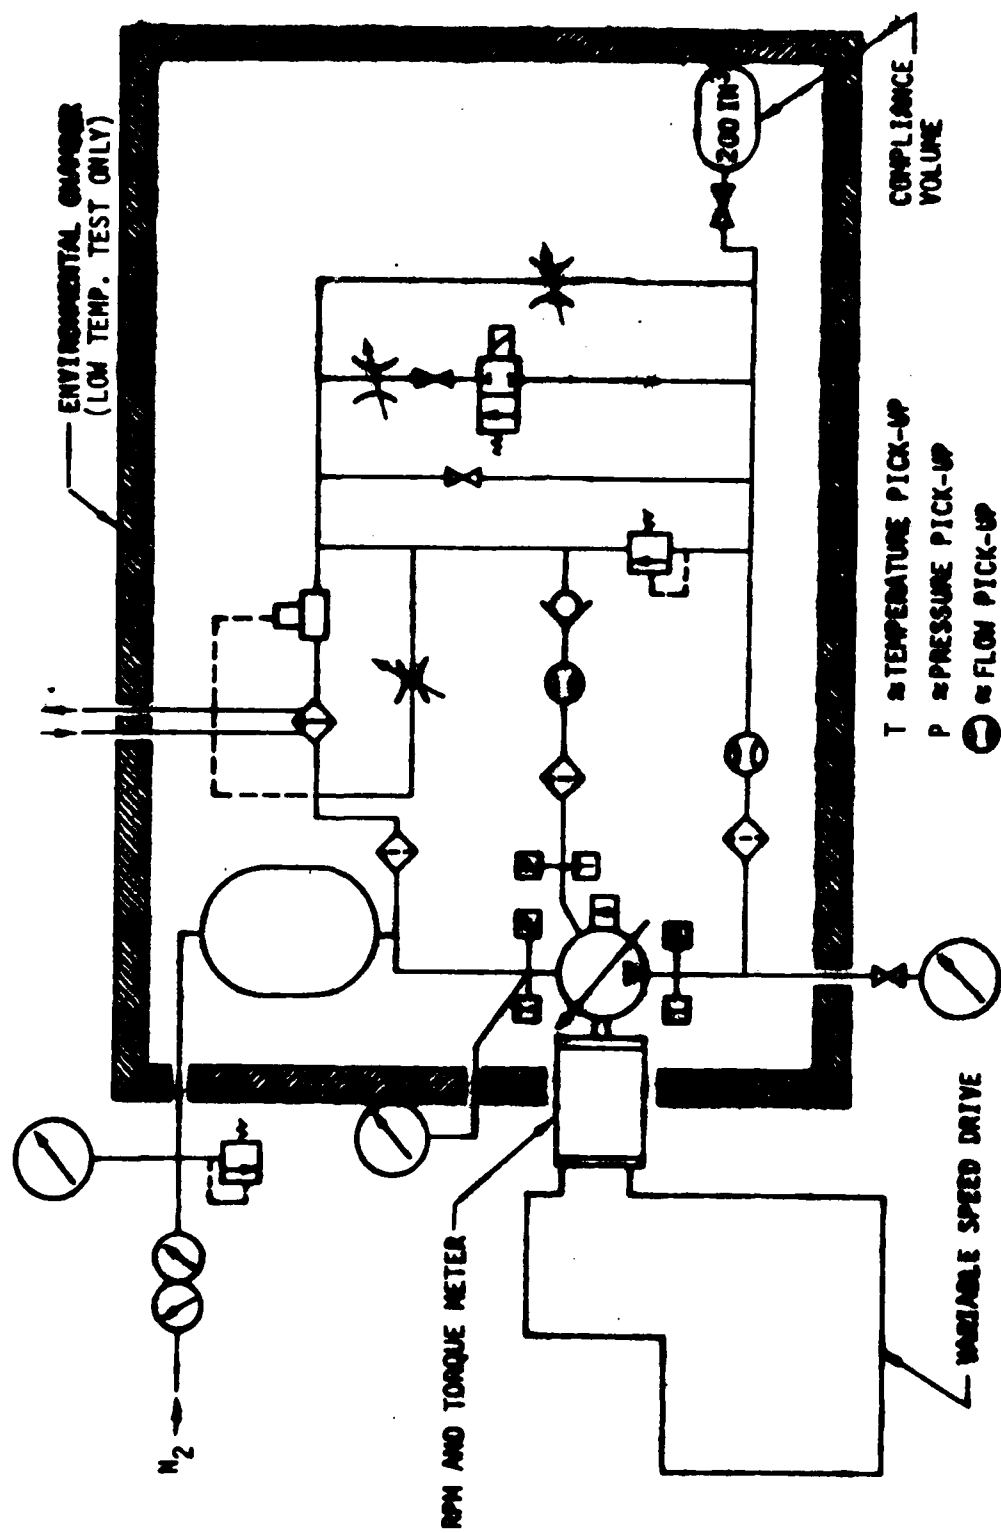 ENVIRONMENTAL CHAMBER
(LOW TEMP. TEST ONLY)
200 IN³
COMPLIANCE
VOLUME
T ≈ TEMPERATURE PICK-UP
P ≈ PRESSURE PICK-UP
≈ FLOW PICK-UP
N₂
RPM AND TORQUE METER
VARIABLE SPEED DRIVE